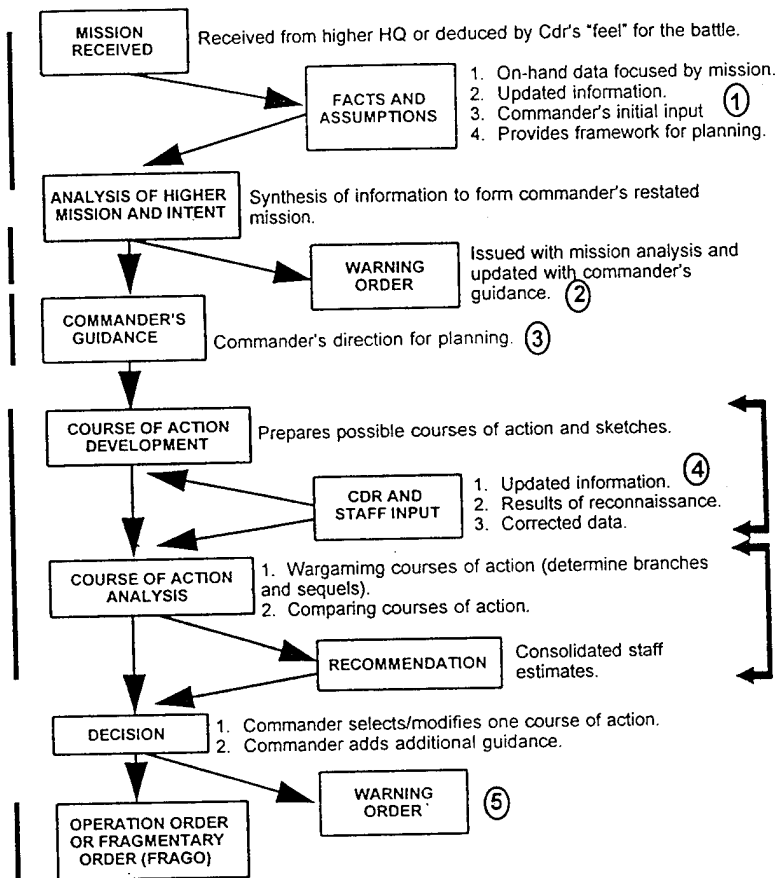 MISSION
RECEIVED
Received from higher HQ or deduced by Cdr's "feel" for the battle.
FACTS AND
ASSUMPTIONS
1. On-hand data focused by mission.
2. Updated information.
3. Commander's initial input
4. Provides framework for planning.
1
ANALYSIS OF HIGHER
MISSION AND INTENT
Synthesis of information to form commander's restated
mission.
WARNING
ORDER
Issued with mission analysis and
updated with commander's
guidance. 2
COMMANDER'S
GUIDANCE
Commander's direction for planning. 3
COURSE OF ACTION
DEVELOPMENT
Prepares possible courses of action and sketches.
CDR AND
STAFF INPUT
1. Updated information. 4
2. Results of reconnaissance.
3. Corrected data.
COURSE OF ACTION
ANALYSIS
1. Wargamimg courses of action (determine branches
and sequels).
2. Comparing courses of action.
RECOMMENDATION
Consolidated staff
estimates.
DECISION
1. Commander selects/modifies one course of action.
2. Commander adds additional guidance.
WARNING
ORDER
5
OPERATION ORDER
OR FRAGMENTARY
ORDER (FRAGO)